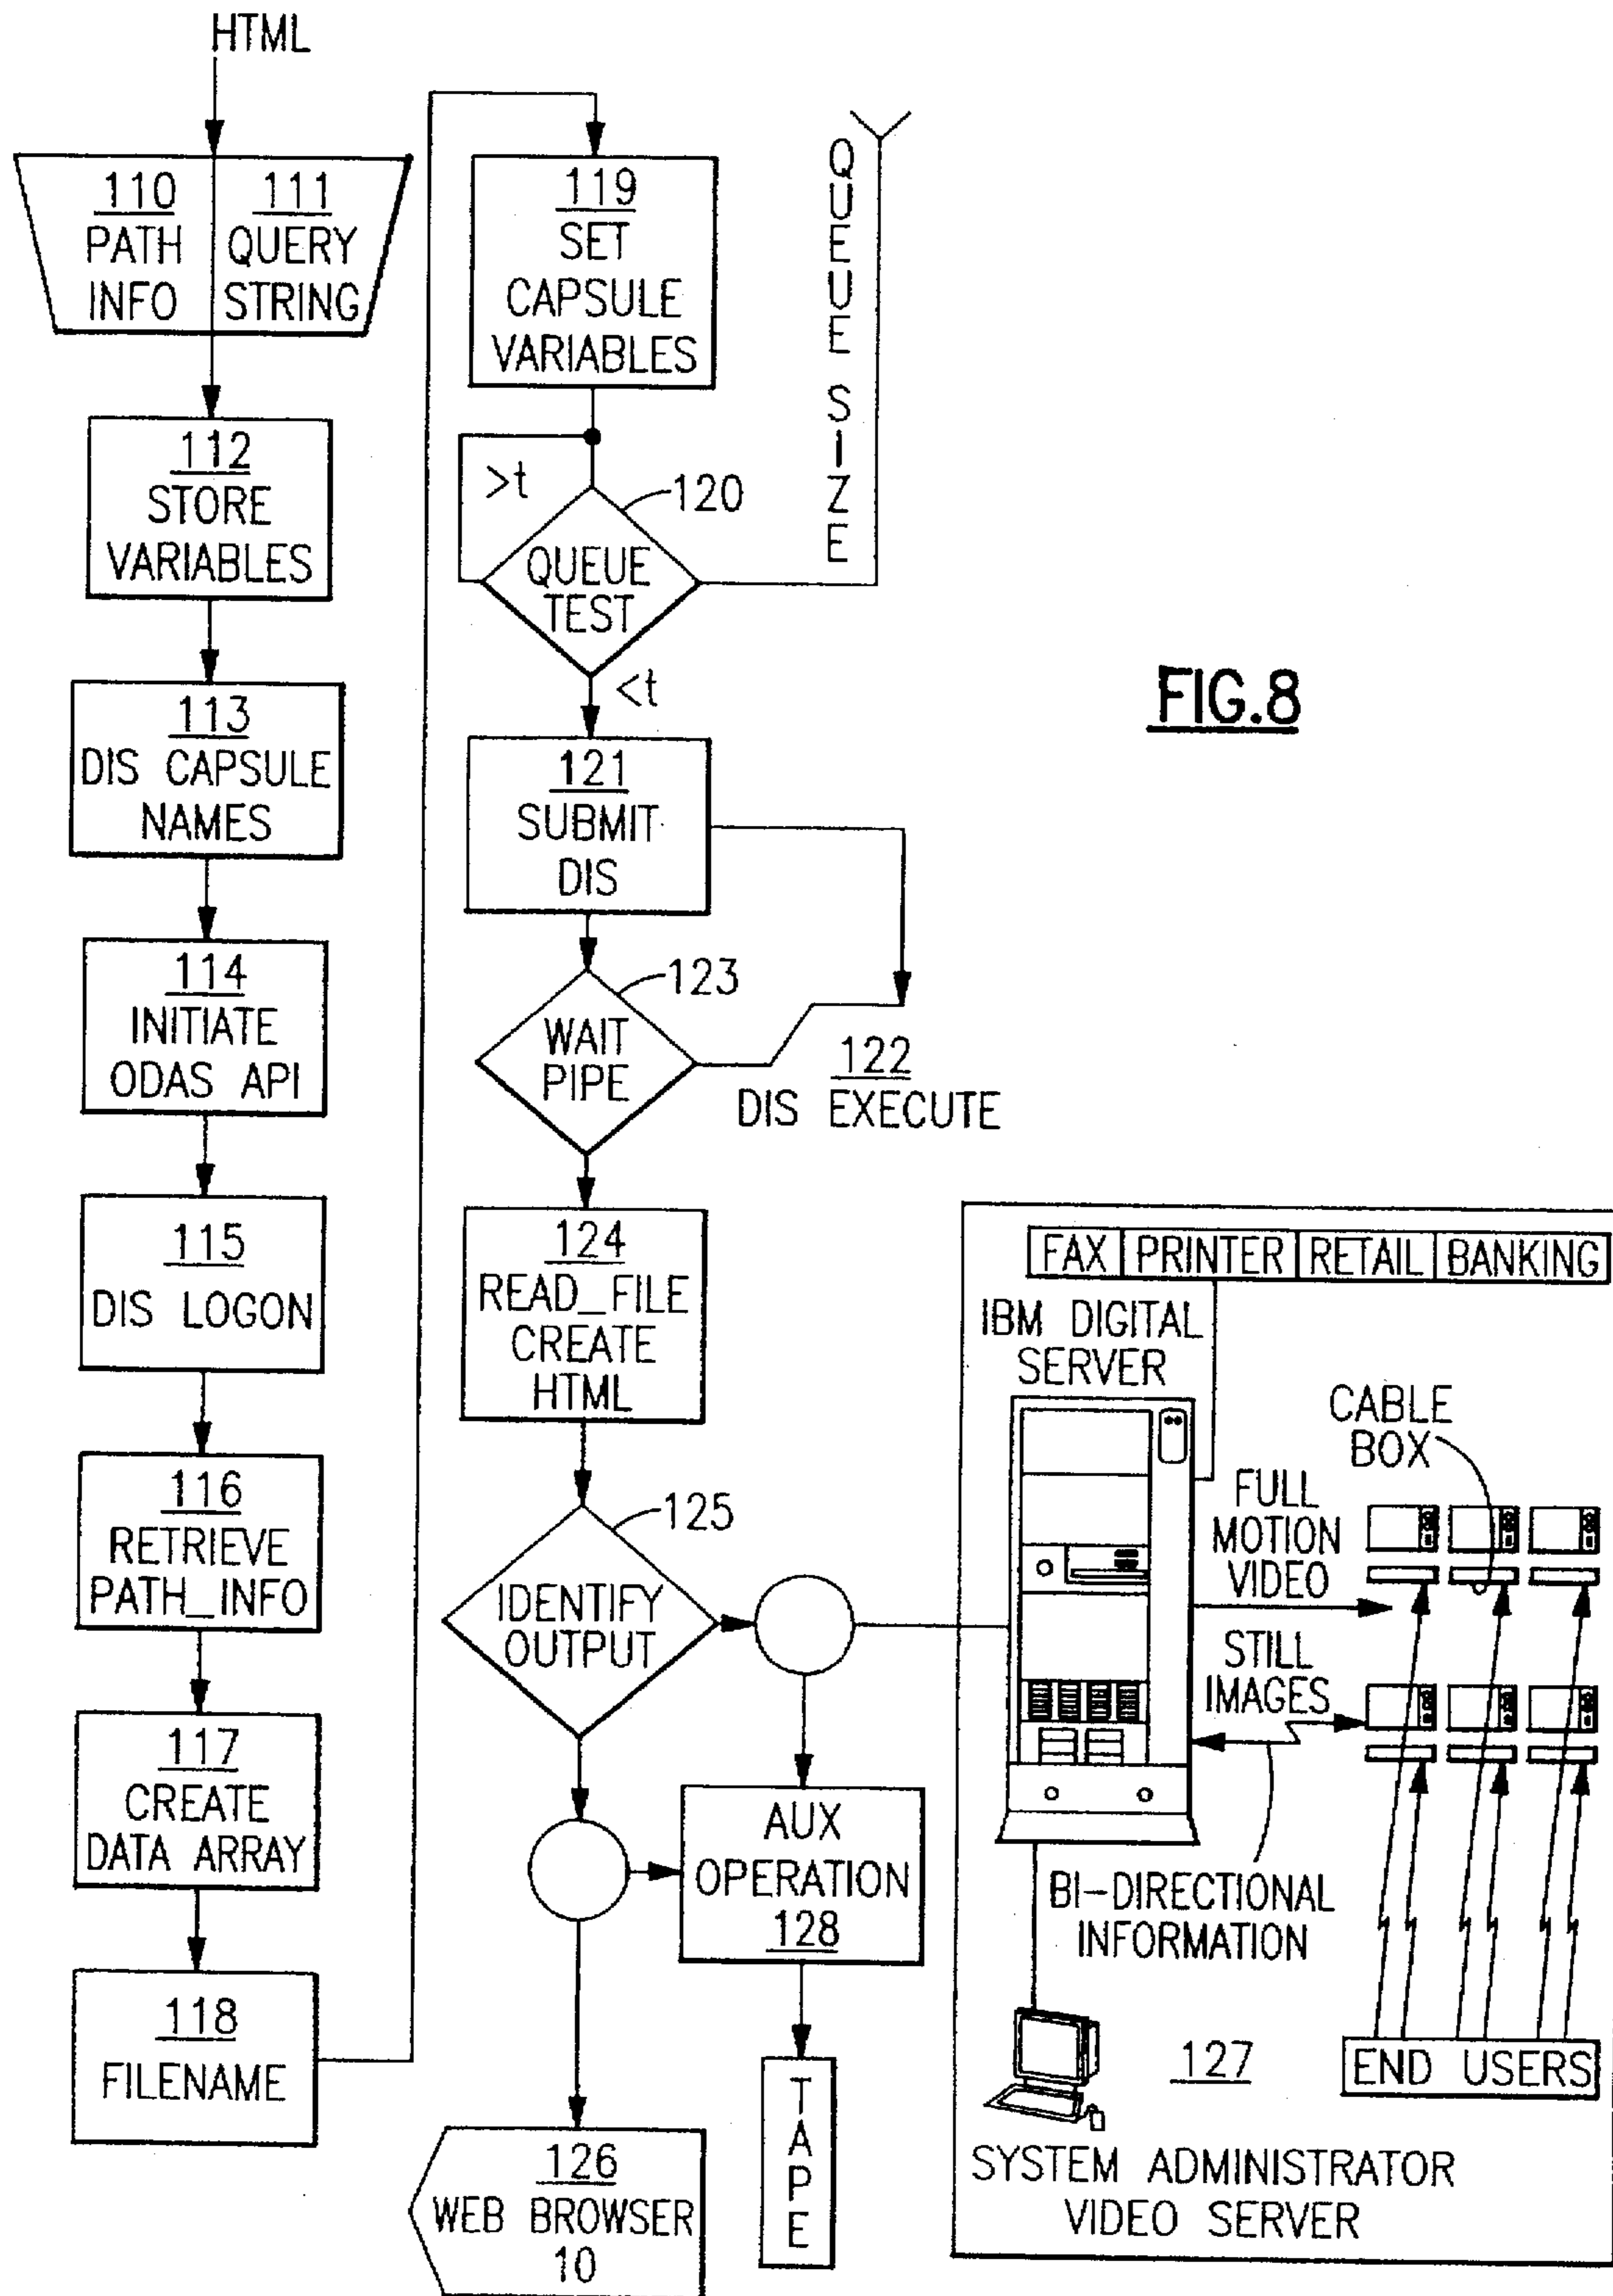 HTML
110
PATH
INFO
111
QUERY
STRING
112
STORE
VARIABLES
113
DIS CAPSULE
NAMES
114
INITIATE
ODAS API
115
DIS LOGON
116
RETRIEVE
PATH_INFO
117
CREATE
DATA ARRAY
118
FILENAME
119
SET
CAPSULE
VARIABLES
QUEUE SIZE
>t
120
QUEUE
TEST
<t
121
SUBMIT
DIS
123
WAIT
PIPE
122
DIS EXECUTE
124
READ_FILE
CREATE
HTML
125
IDENTIFY
OUTPUT
AUX
OPERATION
128
TAPE
126
WEB BROWSER
10
FIG.8
FAX PRINTER RETAIL BANKING
IBM DIGITAL
SERVER
CABLE
BOX
FULL
MOTION
VIDEO
STILL
IMAGES
BI-DIRECTIONAL
INFORMATION
127
END USERS
SYSTEM ADMINISTRATOR
VIDEO SERVER